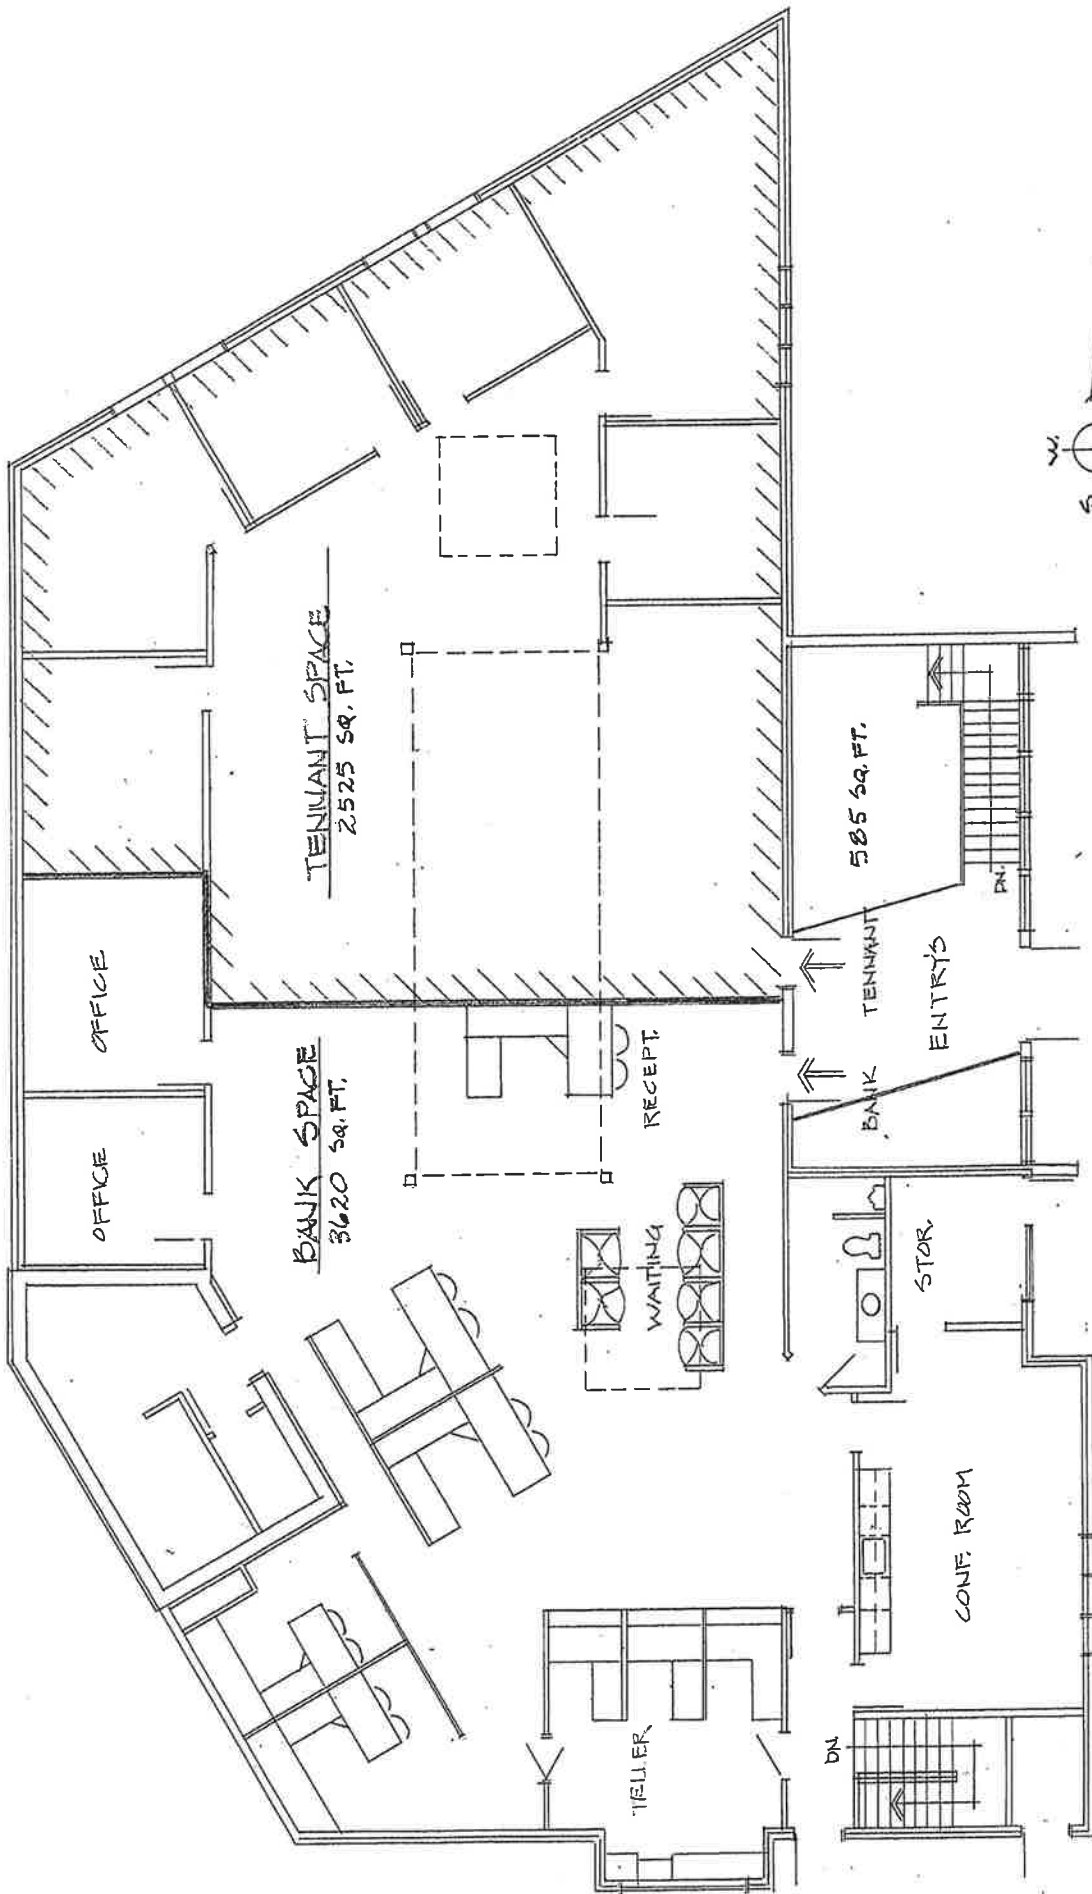 OFFICE
OFFICE
TENNANT SPACE
2525 SQ. FT.
BANK SPACE
3620 SQ. FT.
RECEPT.
WAITING
TELLER
BANK
TENNANT
ENTRY'S
585 SQ. FT.
DN.
STOR.
CONF. ROOM
DN.
W.
S